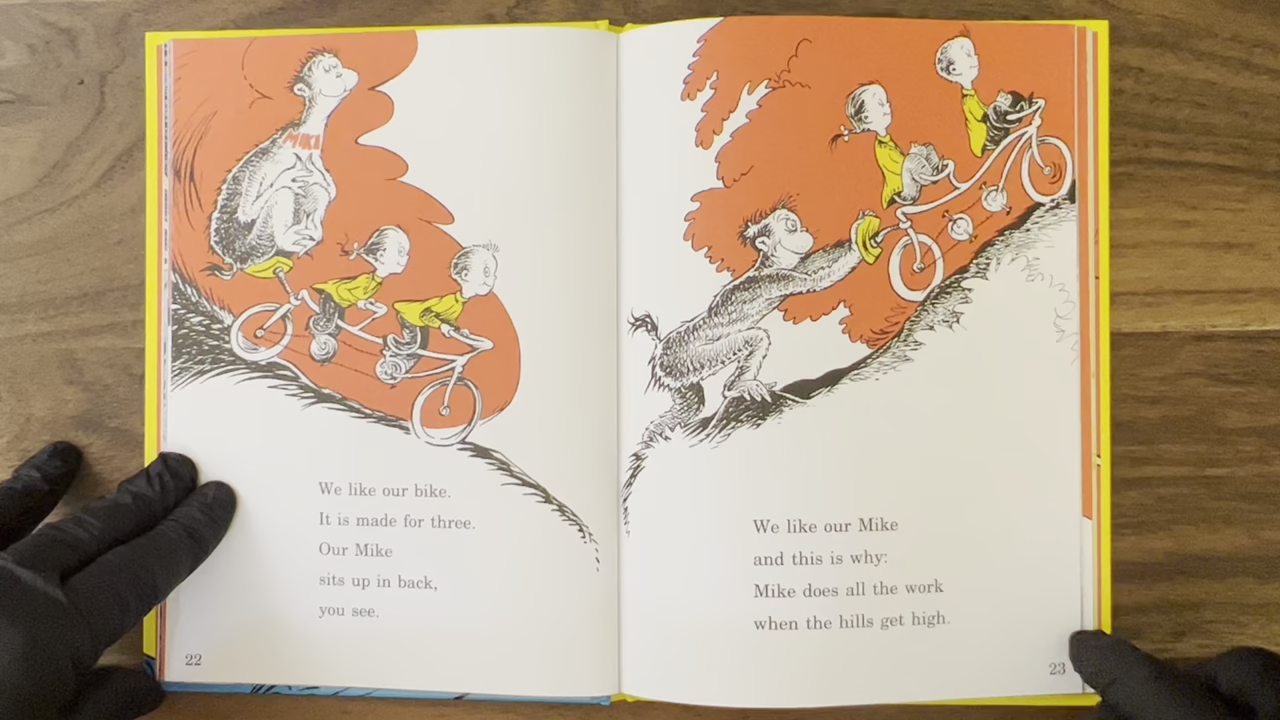 MIKE
We like our bike.
It is made for three.
Our Mike
sits up in back,
you see.
22
We like our Mike
and this is why:
Mike does all the work
when the hills get high.
23